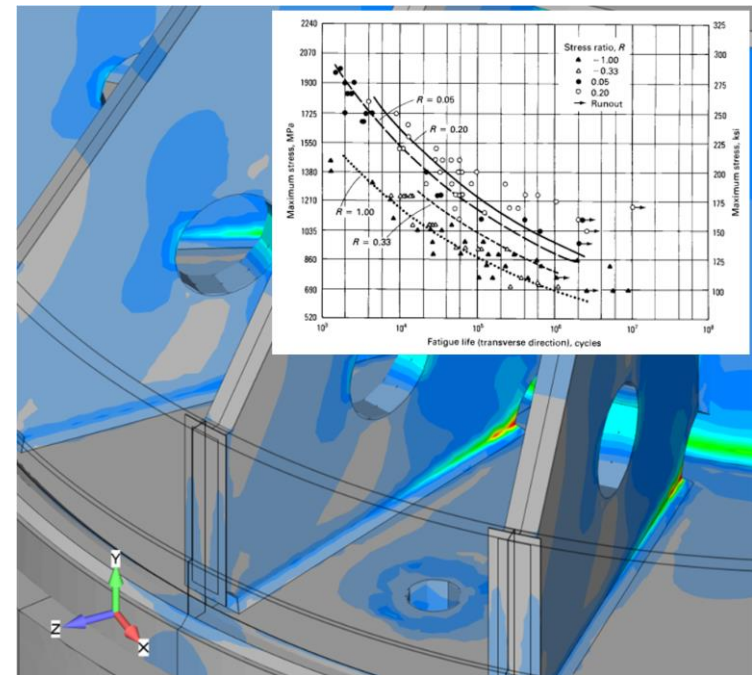 2240
2070
1900
1725
1550
1380
1210
1035
860
690
520
Maximum stress, MPa
Stress ratio, R
−1.00
−0.33
0.05
0.20
Runout
R = 0.05
R = 0.20
R = 1.00
R = 0.33
325
300
275
250
225
200
175
150
125
100
Maximum stress, ksi
10³ 10⁴ 10⁵ 10⁶ 10⁷ 10⁸
Fatigue life (transverse direction), cycles
Y
Z
X